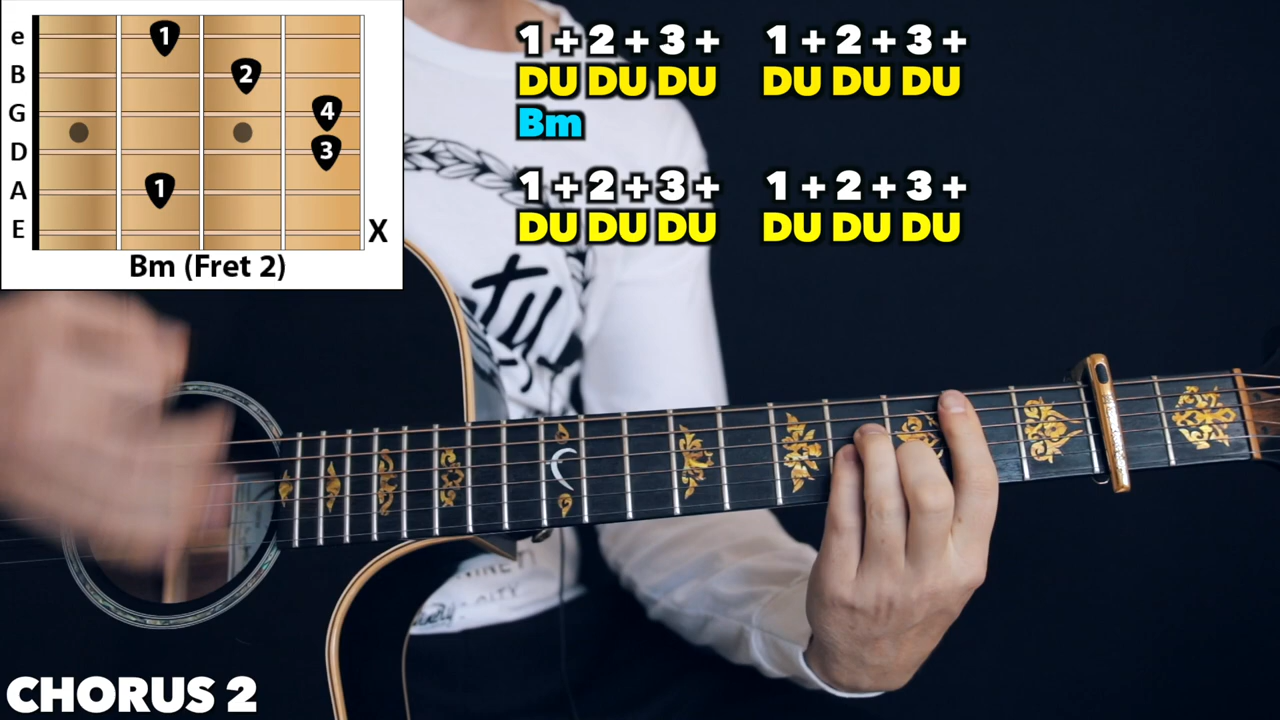 e
B
G
D
A
E
1
2
4
3
1
X
Bm (Fret 2)
1 + 2 + 3 + 1 + 2 + 3 +
DU DU DU DU DU DU
Bm
1 + 2 + 3 + 1 + 2 + 3 +
DU DU DU DU DU DU
CHORUS 2